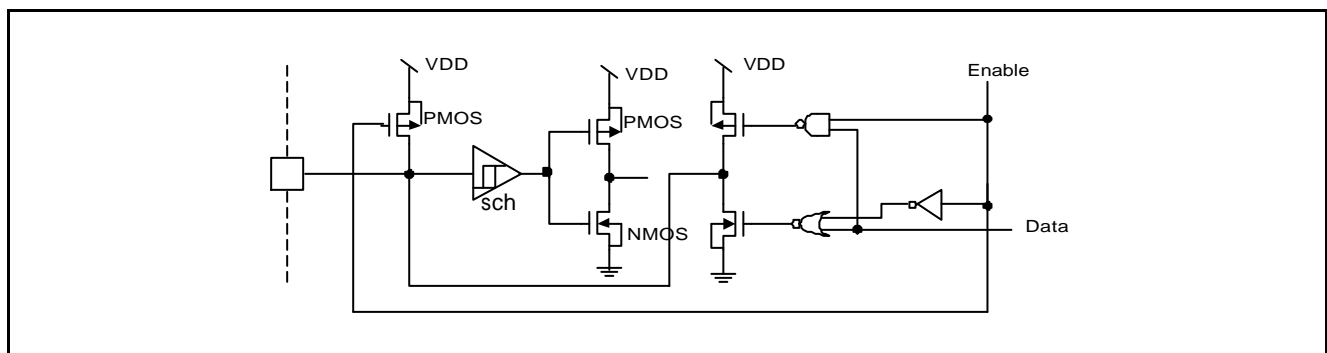 VDD
VDD
VDD
Enable
PMOS
PMOS
sch
NMOS
Data